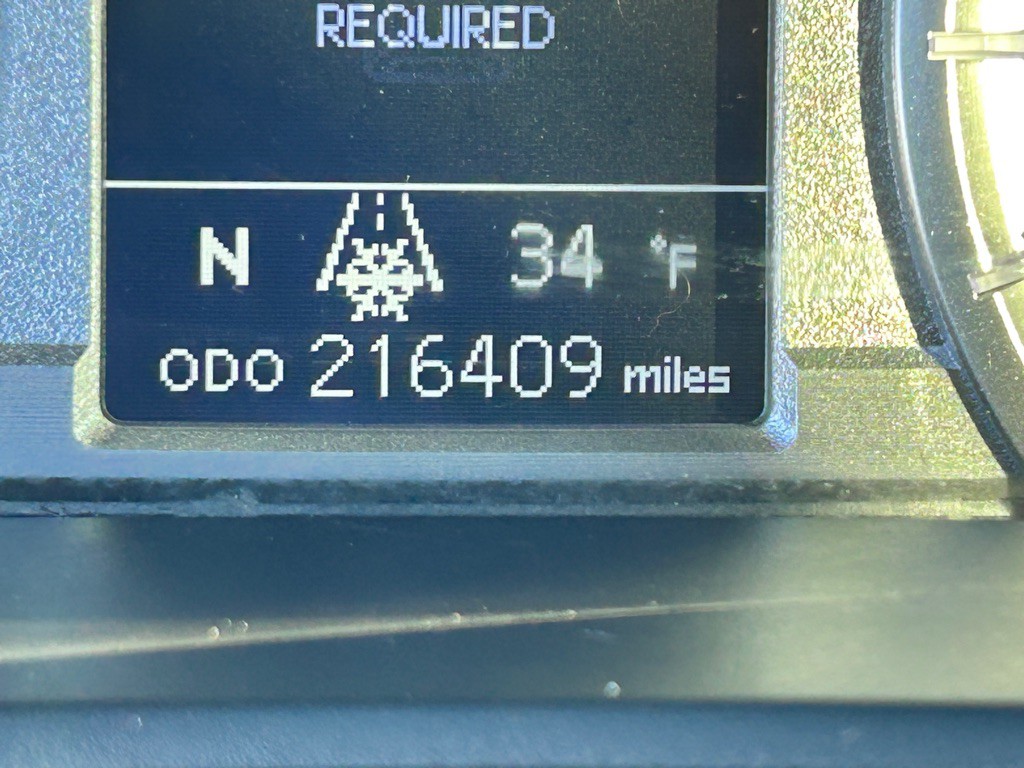 REQUIRED
N 34 °F
ODO 216409 miles